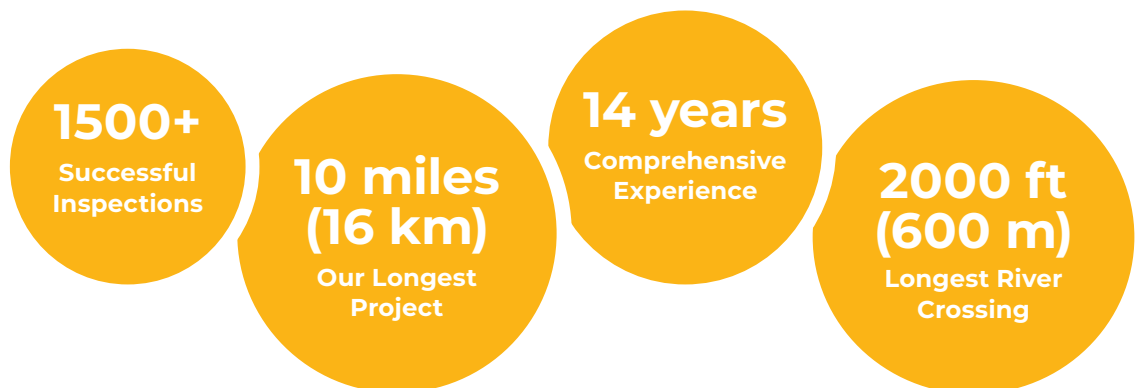 1500+
Successful
Inspections
10 miles
(16 km)
Our Longest
Project
14 years
Comprehensive
Experience
2000 ft
(600 m)
Longest River
Crossing